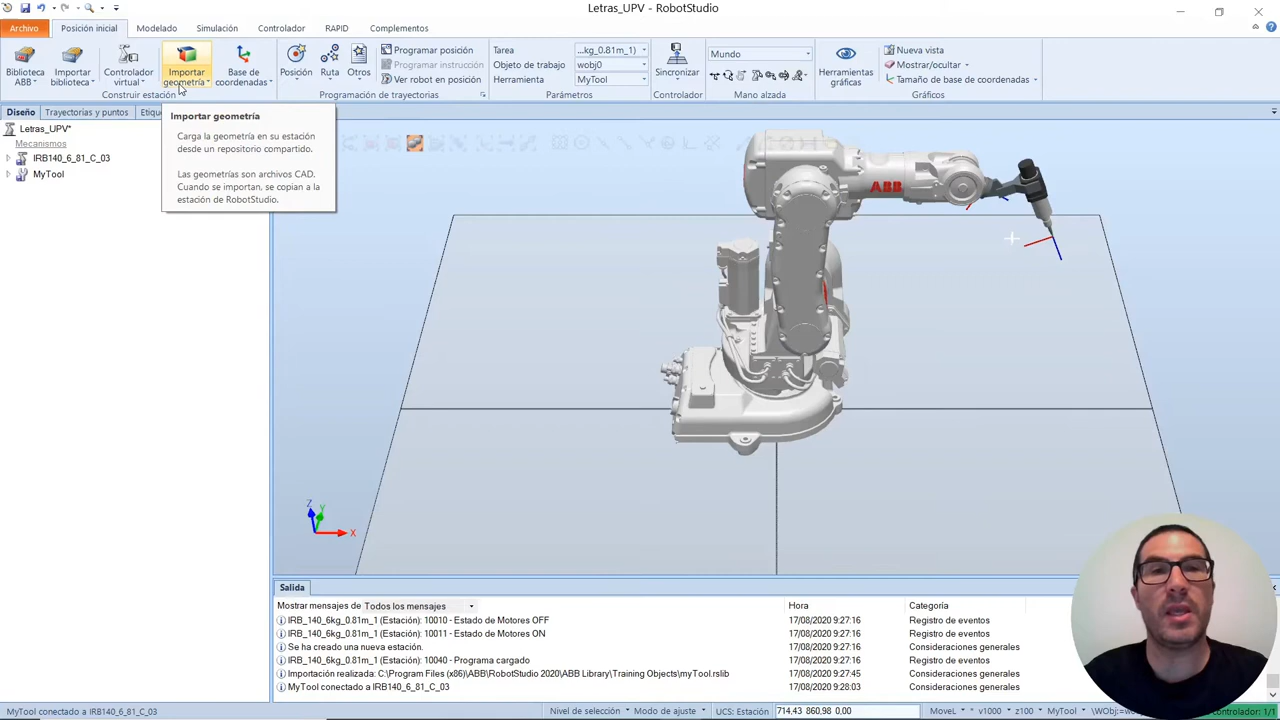 Letras_UPV - RobotStudio
Archivo Posición inicial Modelado Simulación Controlador RAPID Complementos
Biblioteca ABB
Importar biblioteca
Controlador virtual
Importar geometría
Base de coordenadas
Construir estación
Posición
Ruta
Otros
Programar posición
Programar instrucción
Ver robot en posición
Programación de trayectorias
Tarea ...kg_0.81m_1)
Objeto de trabajo wobj0
Herramienta MyTool
Parámetros
Sincronizar
Controlador
Mundo
Mano alzada
Herramientas gráficas
Nueva vista
Mostrar/ocultar
Tamaño base de coordenadas
Gráficos
Diseño Trayectorias y puntos Etique
Letras_UPV*
Mecanismos
IRB140_6_81_C_03
MyTool
Importar geometría
Carga la geometría en su estación
desde un repositorio compartido.
Las geometrías son archivos CAD.
Cuando se importan, se copian a la
estación de RobotStudio.
ABB
Z
Y
X
Salida
Mostrar mensajes de Todos los mensajes Hora Categoría
IRB_140_6kg_0.81m_1 (Estación): 10010 - Estado de Motores OFF 17/08/2020 9:27:16 Registro de eventos
IRB_140_6kg_0.81m_1 (Estación): 10011 - Estado de Motores ON 17/08/2020 9:27:16 Registro de eventos
Se ha creado una nueva estación. 17/08/2020 9:27:16 Consideraciones generales
IRB_140_6kg_0.81m_1 (Estación): 10040 - Programa cargado 17/08/2020 9:27:16 Registro de eventos
Importación realizada: C:\Program Files (x86)\ABB\RobotStudio 2020\ABB Library\Training Objects\myTool.rslib 17/08/2020 9:27:45 Consideraciones generales
MyTool conectado a IRB140_6_81_C_03 17/08/2020 9:28:03 Consideraciones generales
MyTool conectado a IRB140_6_81_C_03 Nivel de selección Modo de ajuste UCS: Estación 714,43 860,98 0,00 MoveL v1000 z100 MyTool \WObj:=wo controlador: 1/1